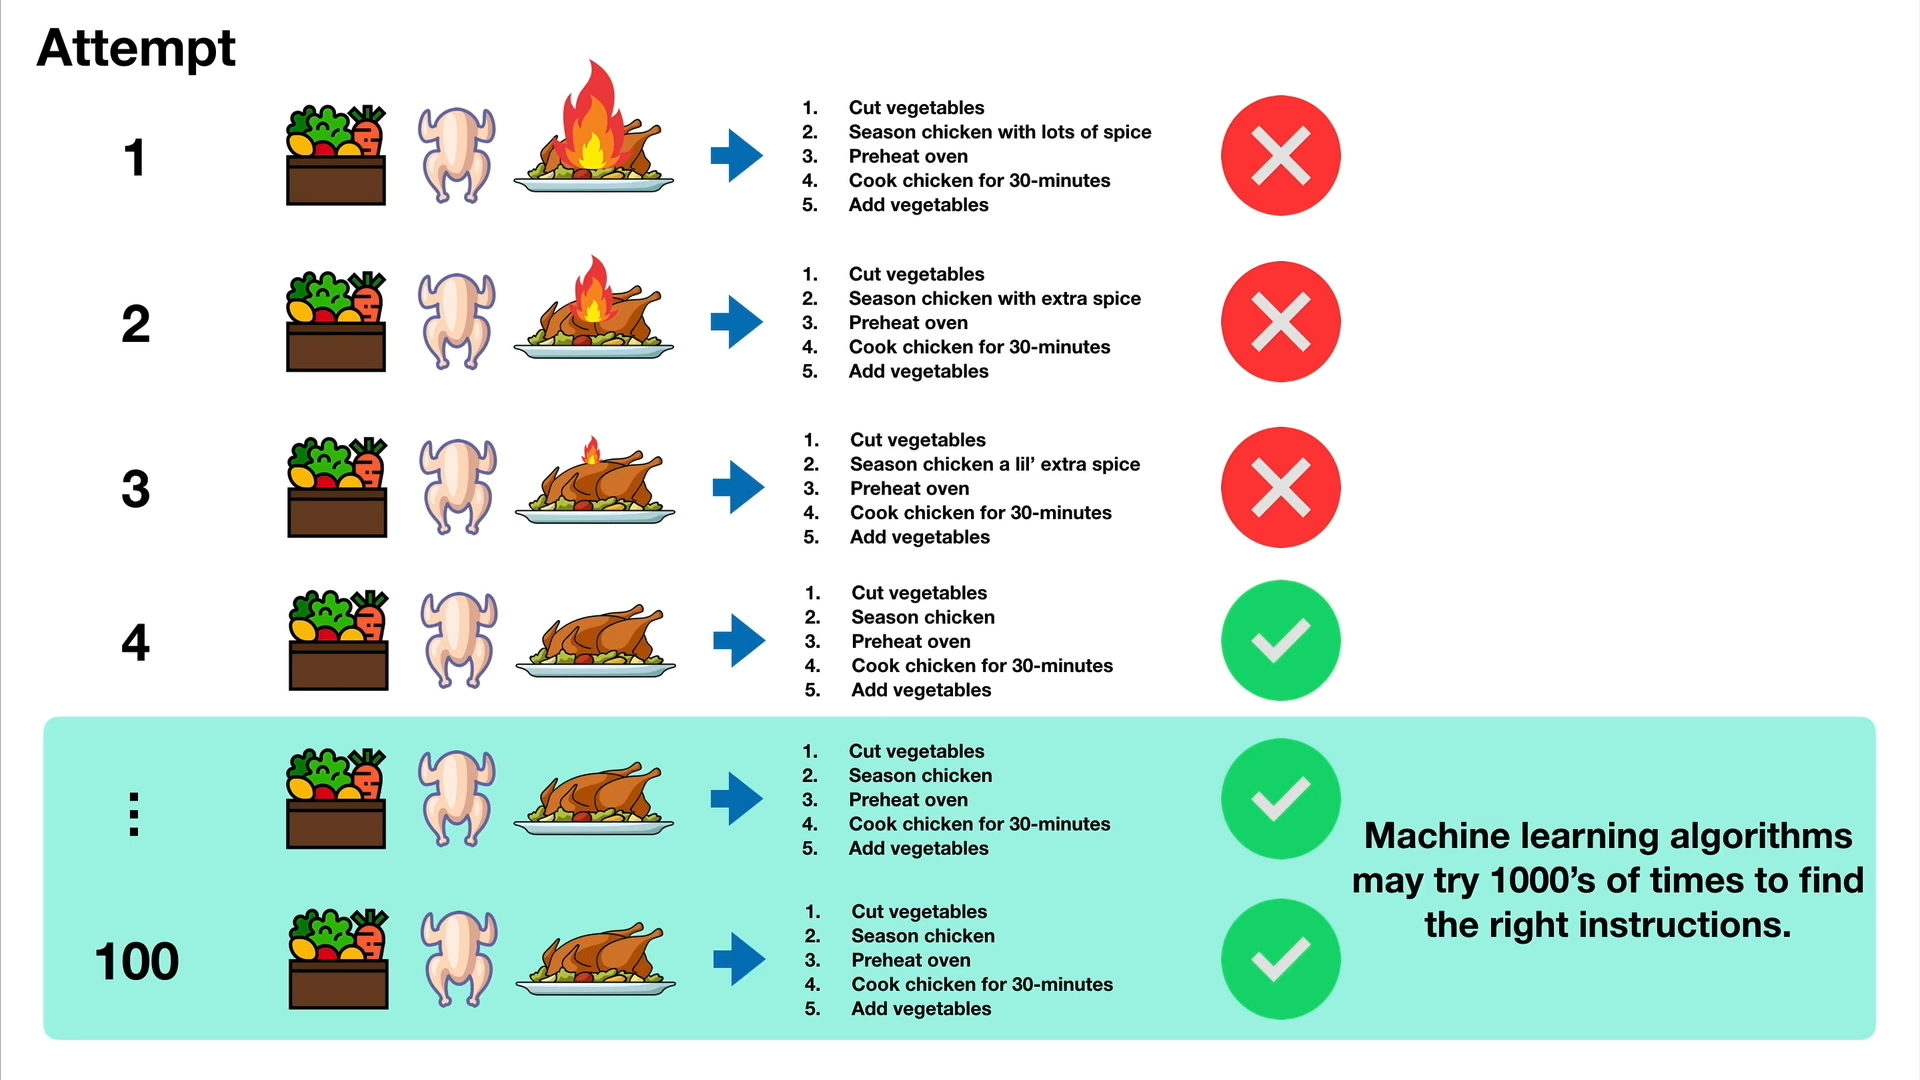 Attempt
1
1. Cut vegetables
2. Season chicken with lots of spice
3. Preheat oven
4. Cook chicken for 30-minutes
5. Add vegetables
2
1. Cut vegetables
2. Season chicken with extra spice
3. Preheat oven
4. Cook chicken for 30-minutes
5. Add vegetables
3
1. Cut vegetables
2. Season chicken a lil’ extra spice
3. Preheat oven
4. Cook chicken for 30-minutes
5. Add vegetables
4
1. Cut vegetables
2. Season chicken
3. Preheat oven
4. Cook chicken for 30-minutes
5. Add vegetables
⋮
1. Cut vegetables
2. Season chicken
3. Preheat oven
4. Cook chicken for 30-minutes
5. Add vegetables
100
1. Cut vegetables
2. Season chicken
3. Preheat oven
4. Cook chicken for 30-minutes
5. Add vegetables
Machine learning algorithms
may try 1000’s of times to find
the right instructions.